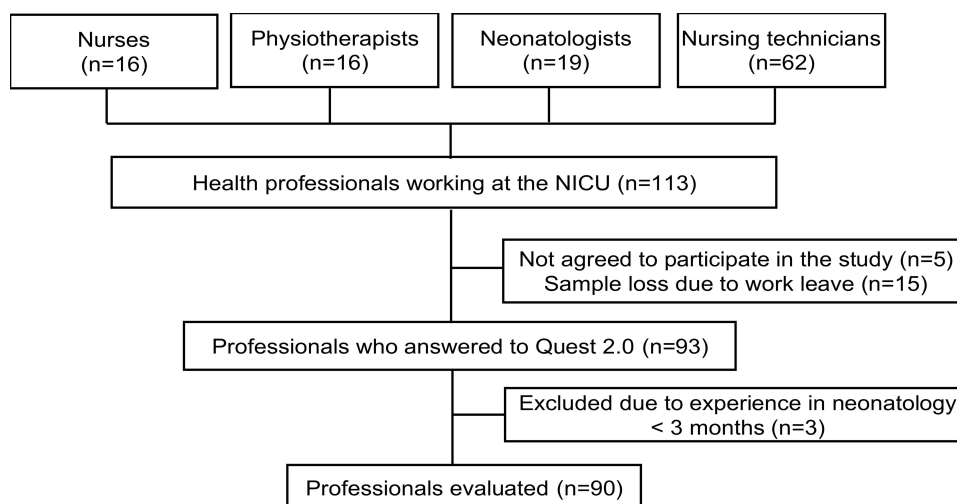 Nurses
(n=16)
Physiotherapists
(n=16)
Neonatologists
(n=19)
Nursing technicians
(n=62)
Health professionals working at the NICU (n=113)
Not agreed to participate in the study (n=5)
Sample loss due to work leave (n=15)
Professionals who answered to Quest 2.0 (n=93)
Excluded due to experience in neonatology
< 3 months (n=3)
Professionals evaluated (n=90)